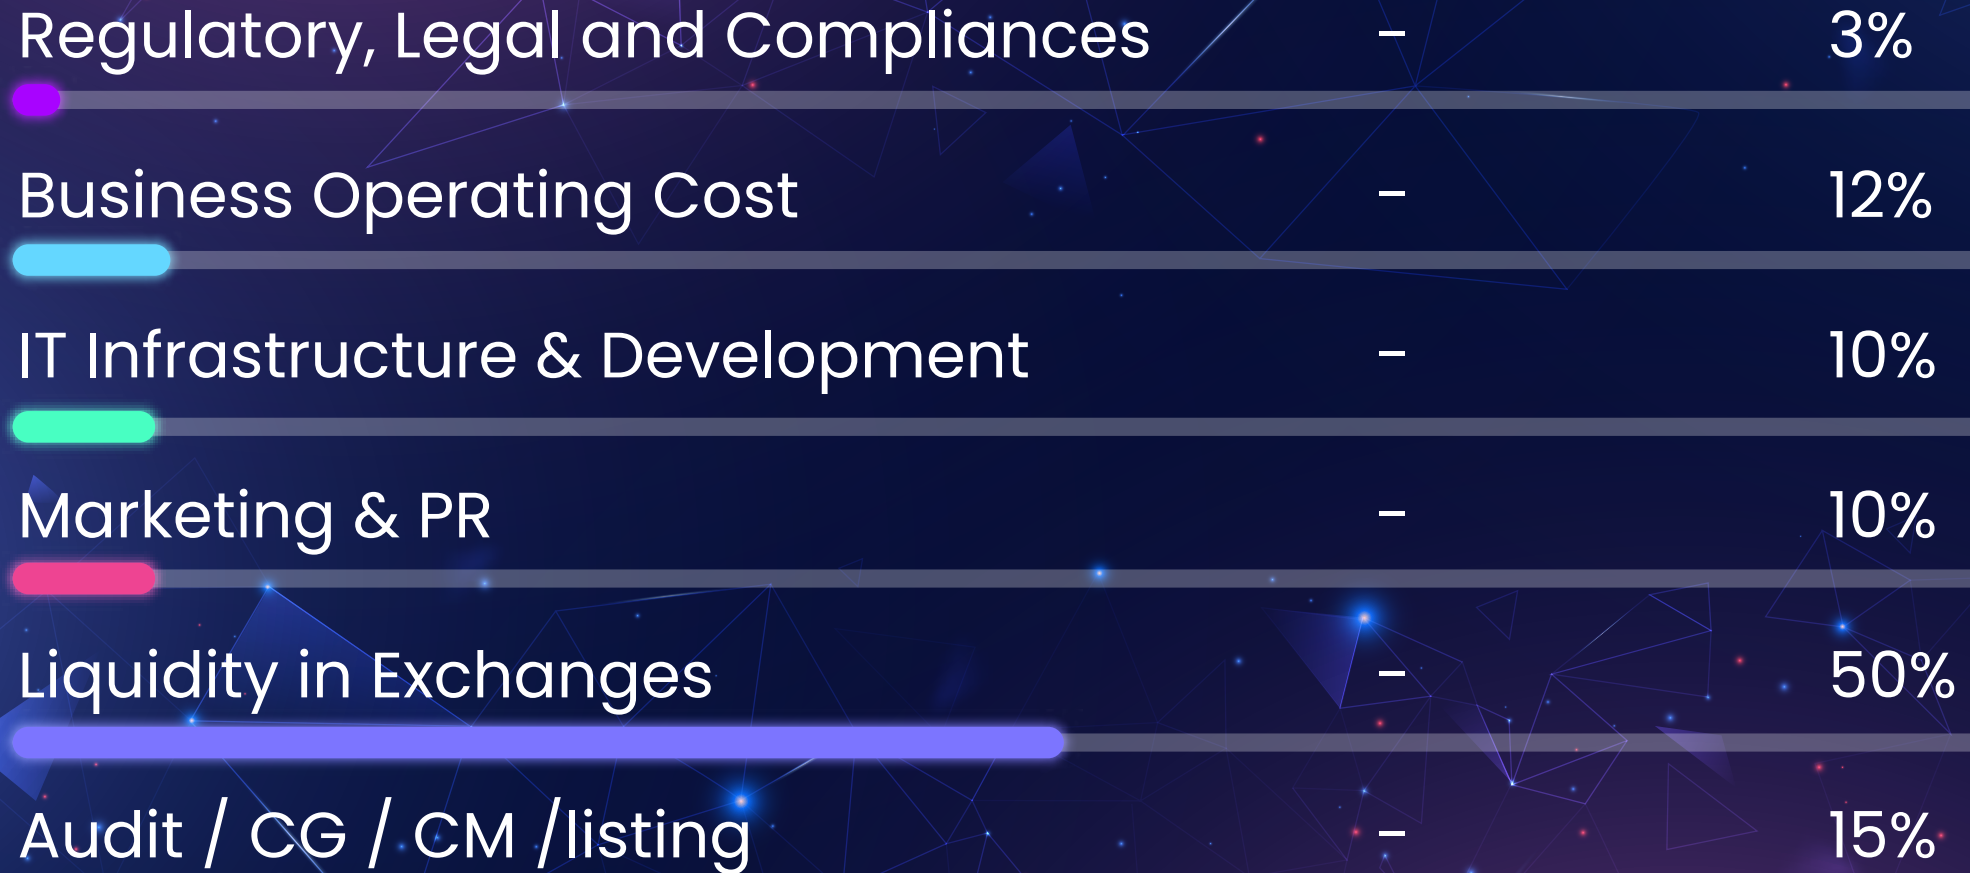 Regulatory, Legal and Compliances - 3%
Business Operating Cost - 12%
IT Infrastructure & Development - 10%
Marketing & PR - 10%
Liquidity in Exchanges - 50%
Audit / CG / CM /listing - 15%